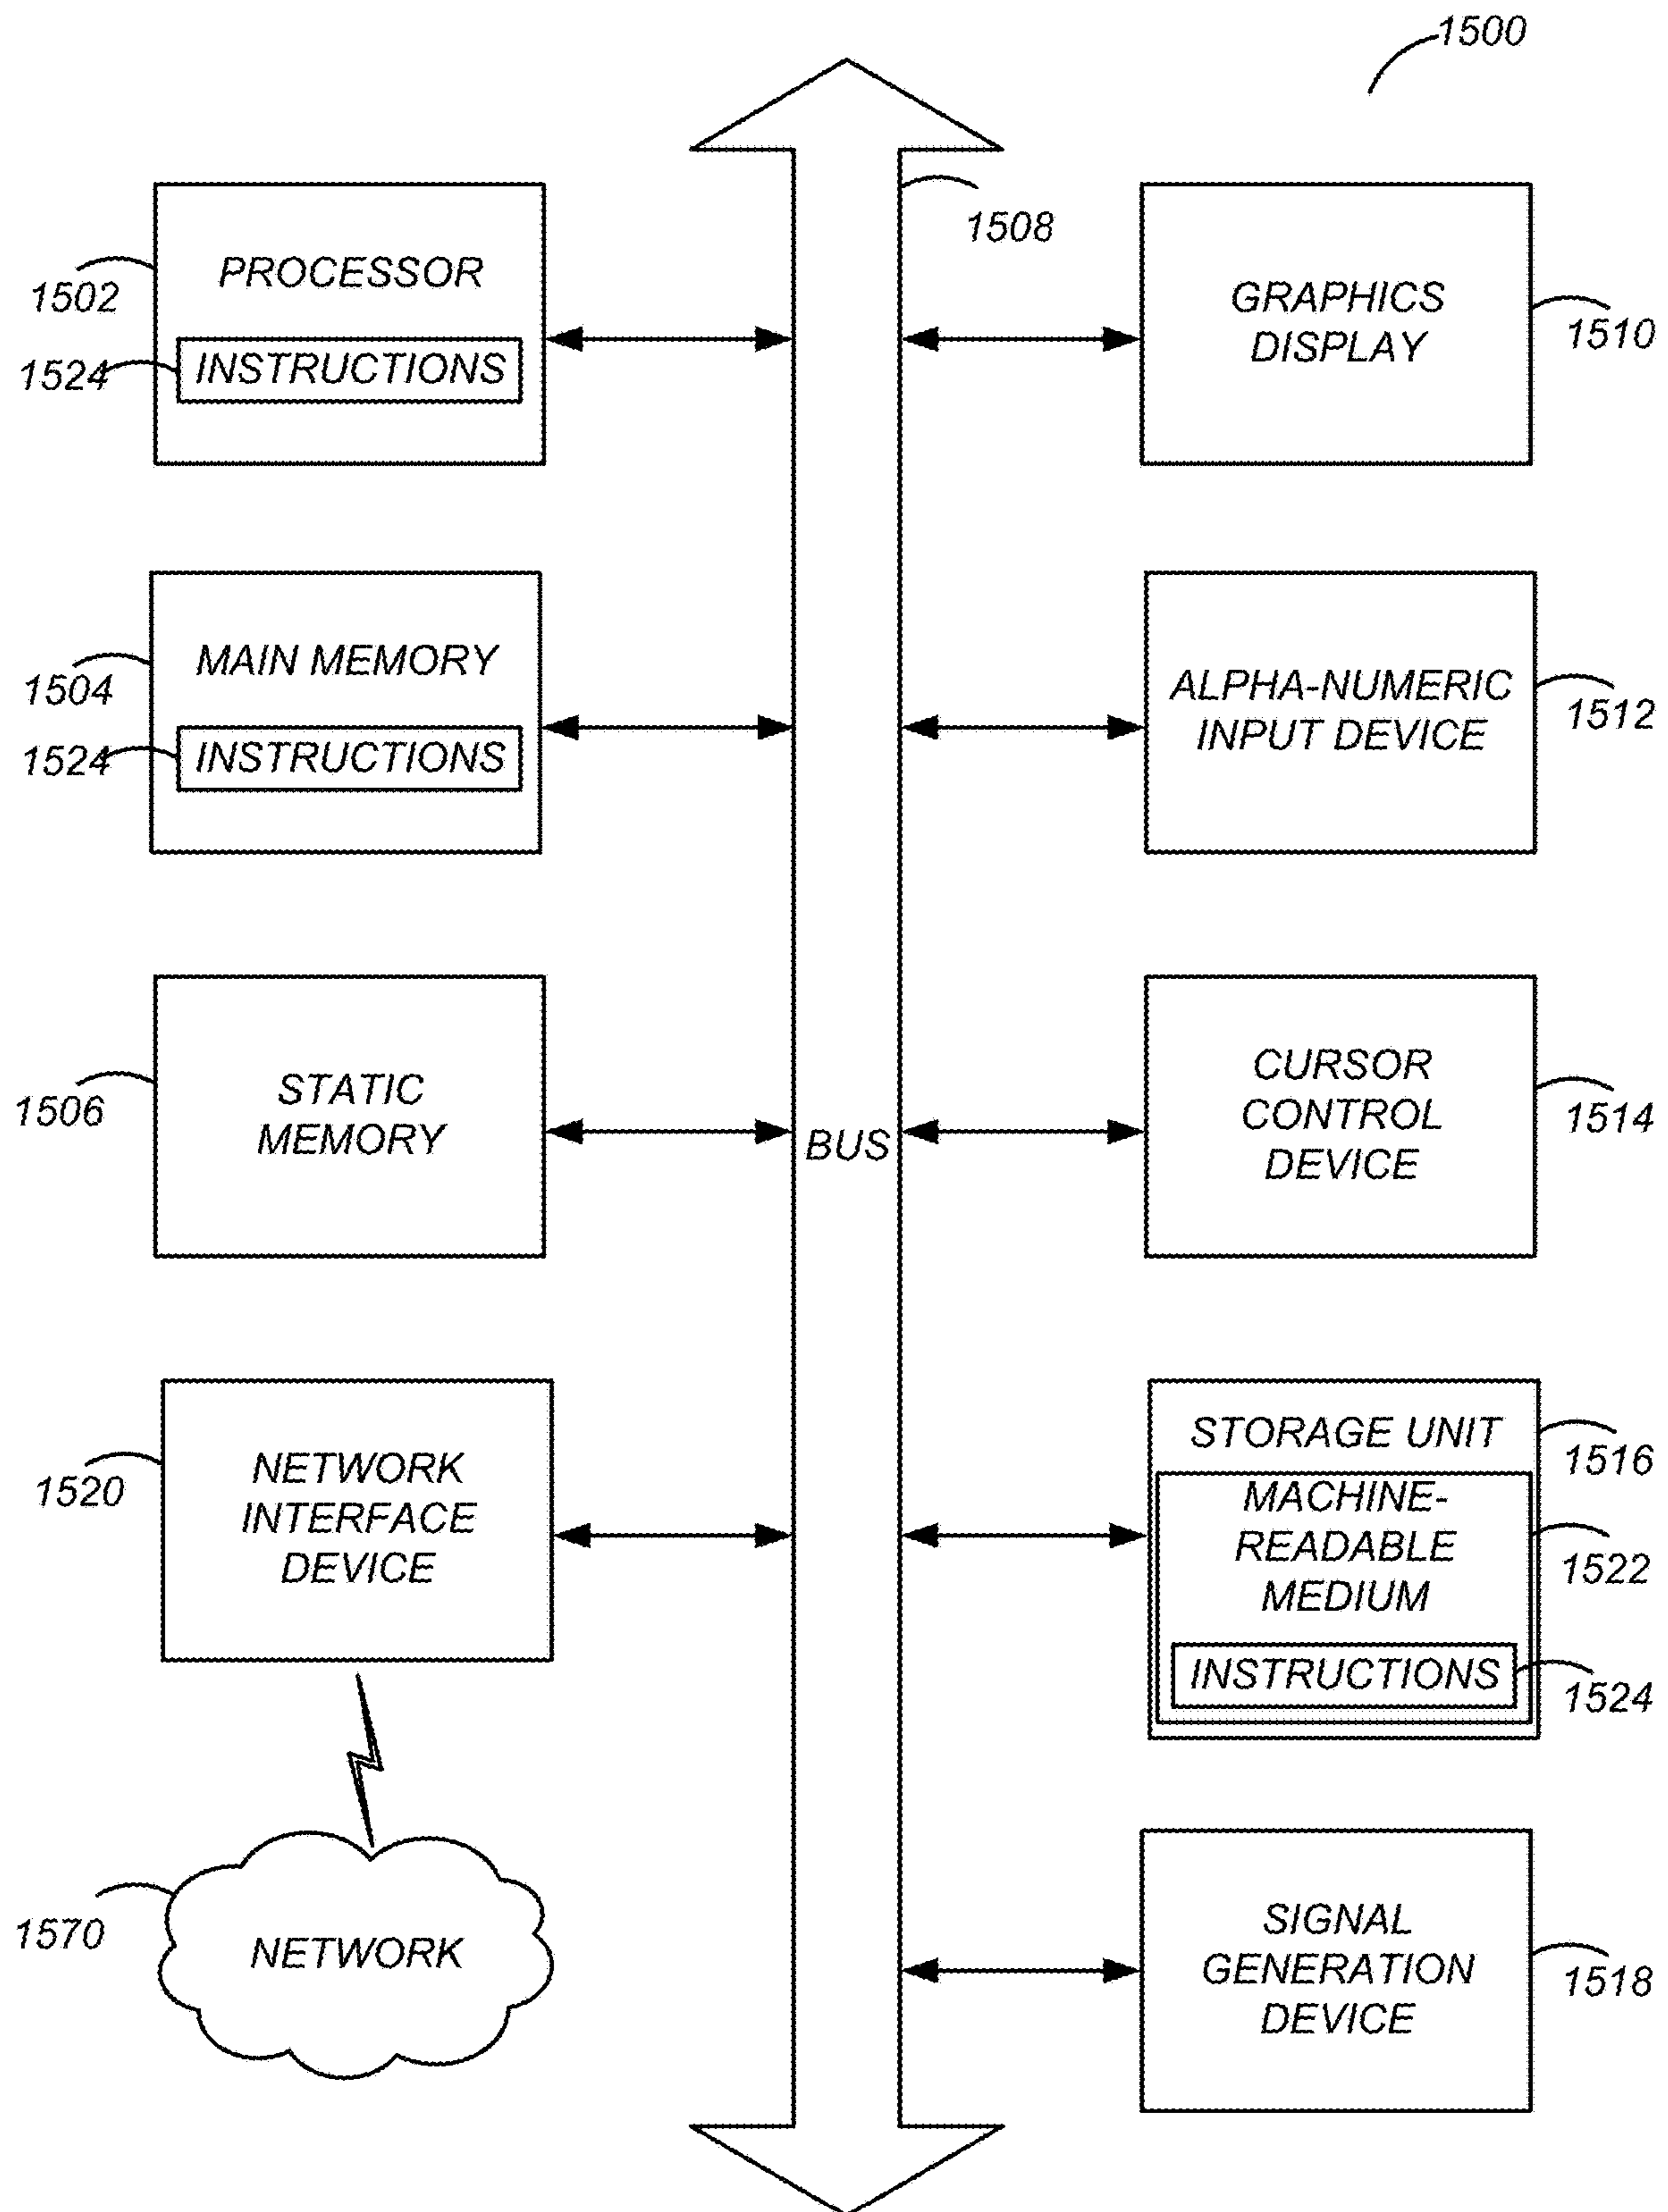 1500
1508
PROCESSOR
1502
1524
INSTRUCTIONS
GRAPHICS
DISPLAY
1510
MAIN MEMORY
1504
1524
INSTRUCTIONS
ALPHA-NUMERIC
INPUT DEVICE
1512
STATIC
MEMORY
1506
BUS
CURSOR
CONTROL
DEVICE
1514
NETWORK
INTERFACE
DEVICE
1520
STORAGE UNIT
1516
MACHINE-
READABLE
MEDIUM
1522
INSTRUCTIONS
1524
1570
NETWORK
SIGNAL
GENERATION
DEVICE
1518